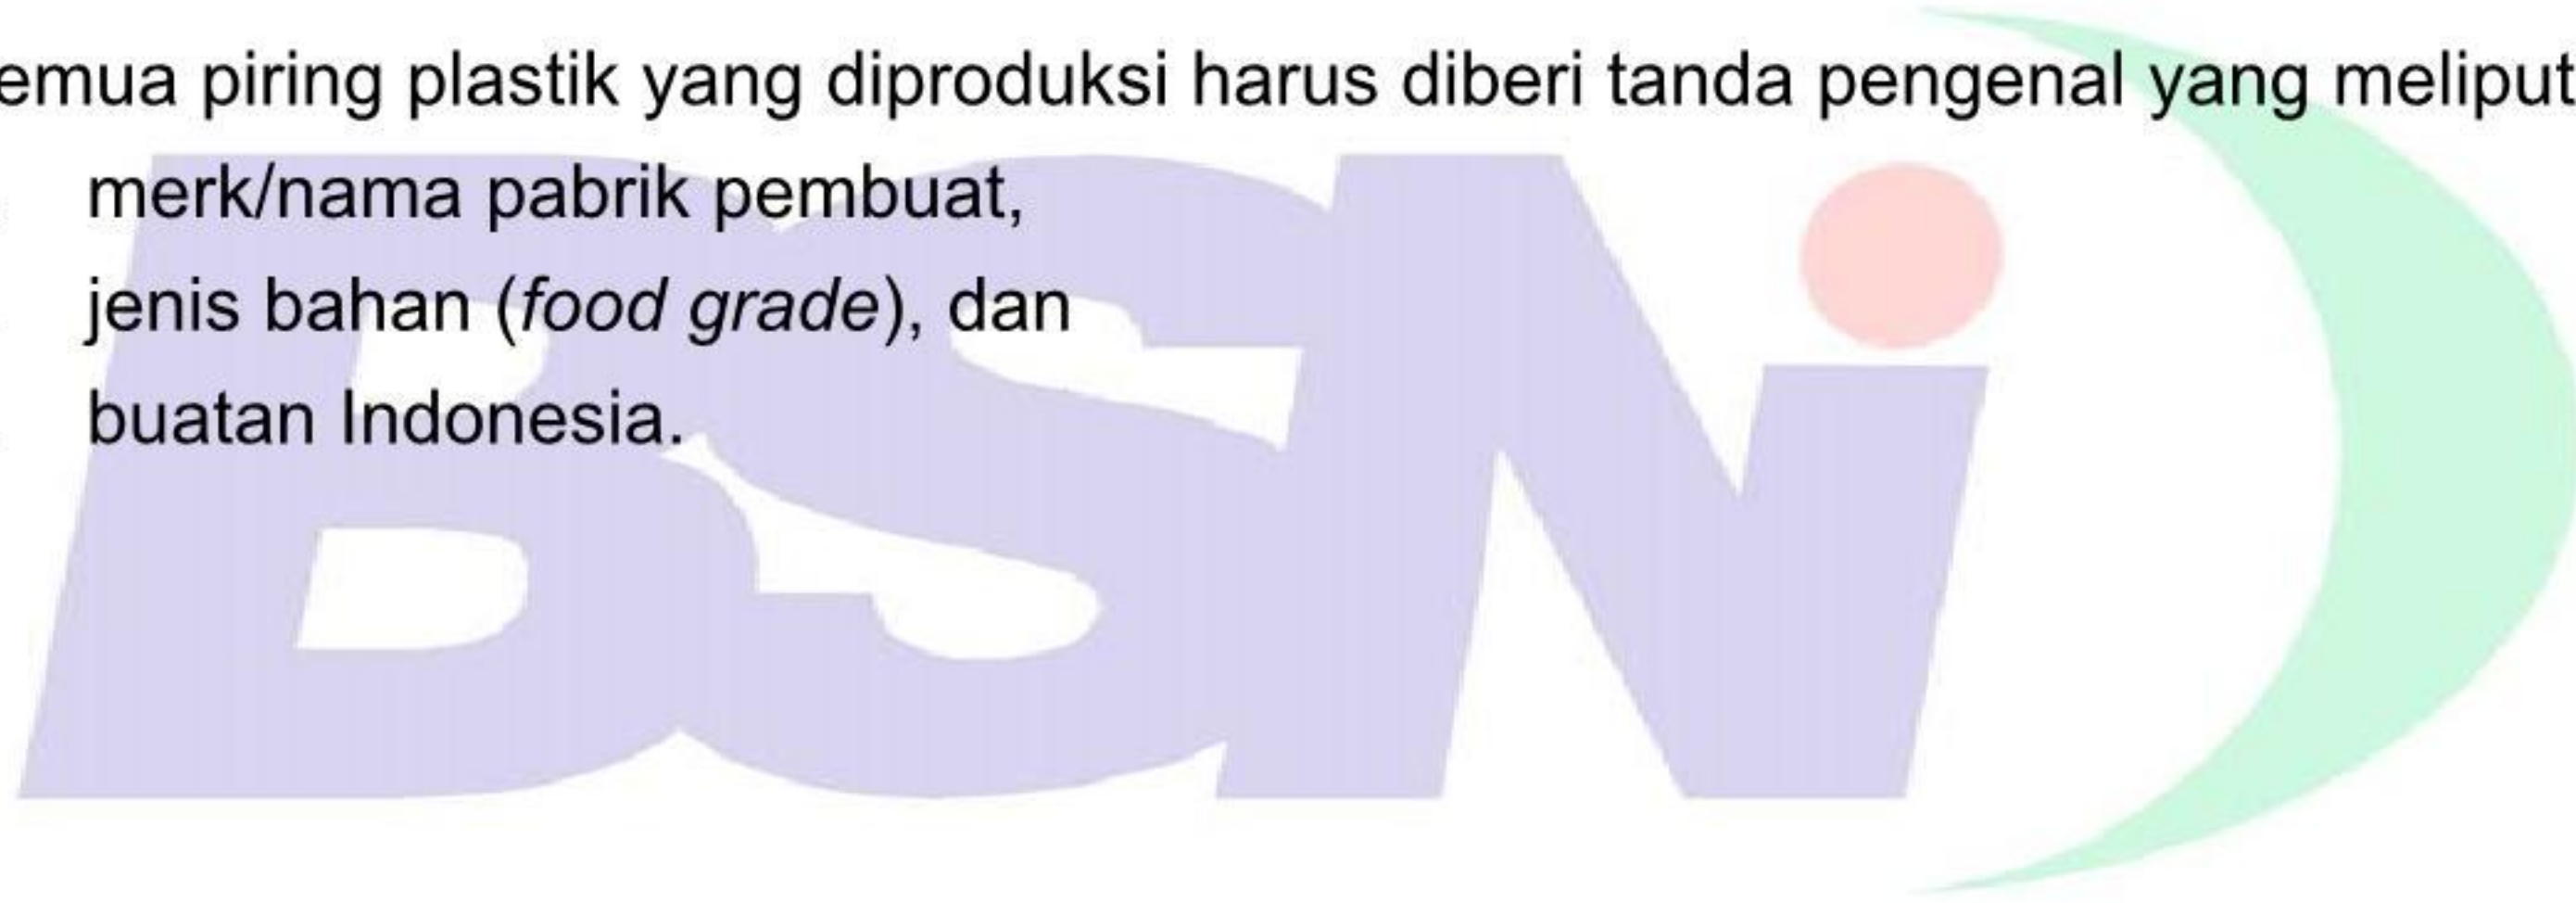 emua piring plastik yang diproduksi harus diberi tanda pengenal yang meliput
merk/nama pabrik pembuat,
jenis bahan (food grade), dan
buatan Indonesia.
BSNi